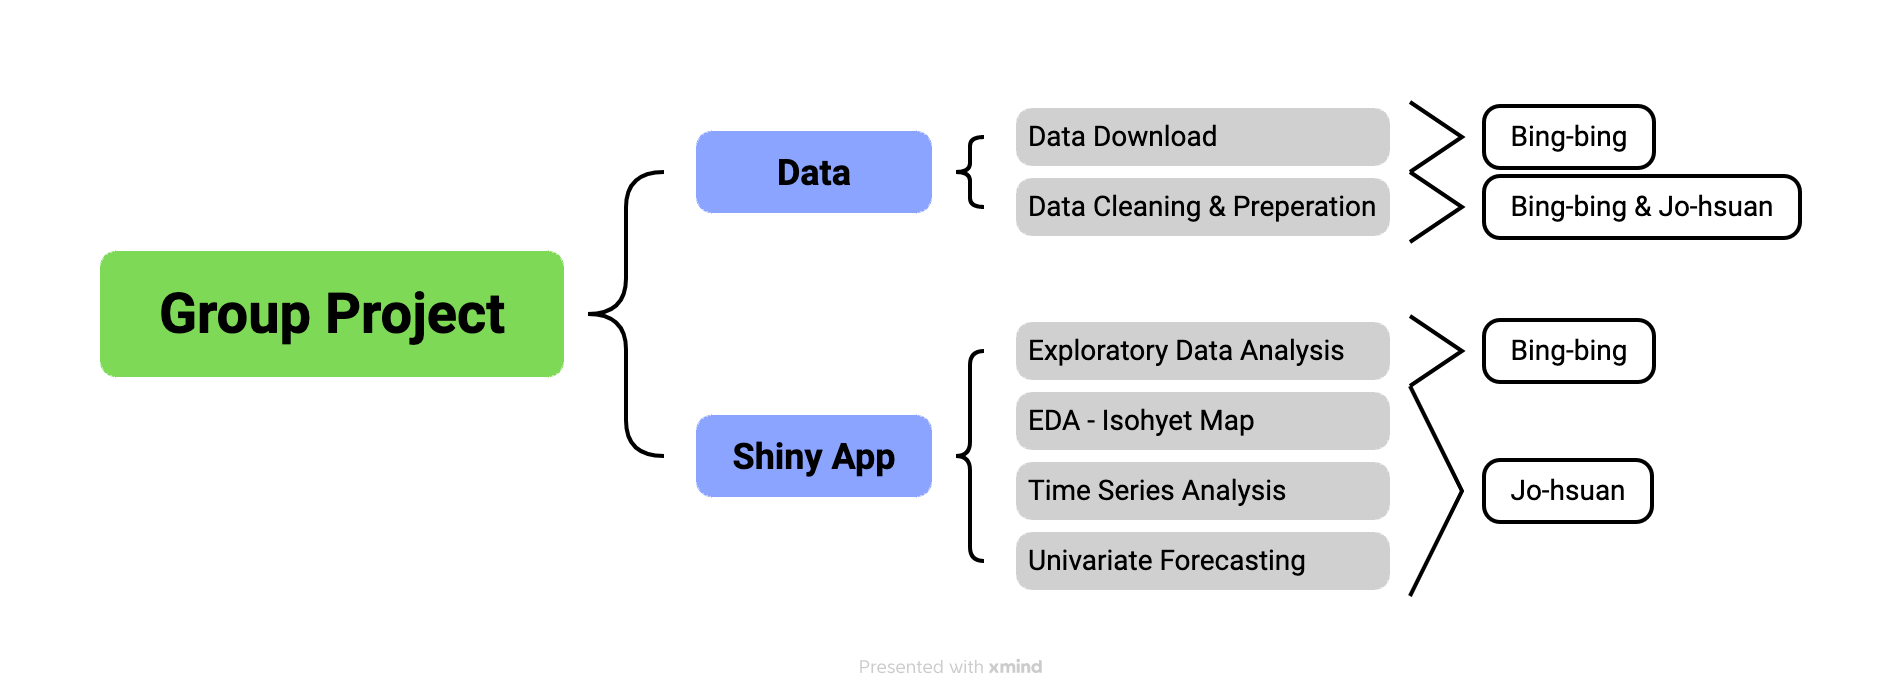 Group Project
Data
Data Download
Bing-bing
Data Cleaning & Preperation
Bing-bing & Jo-hsuan
Shiny App
Exploratory Data Analysis
Bing-bing
EDA - Isohyet Map
Time Series Analysis
Univariate Forecasting
Jo-hsuan
Presented with xmind